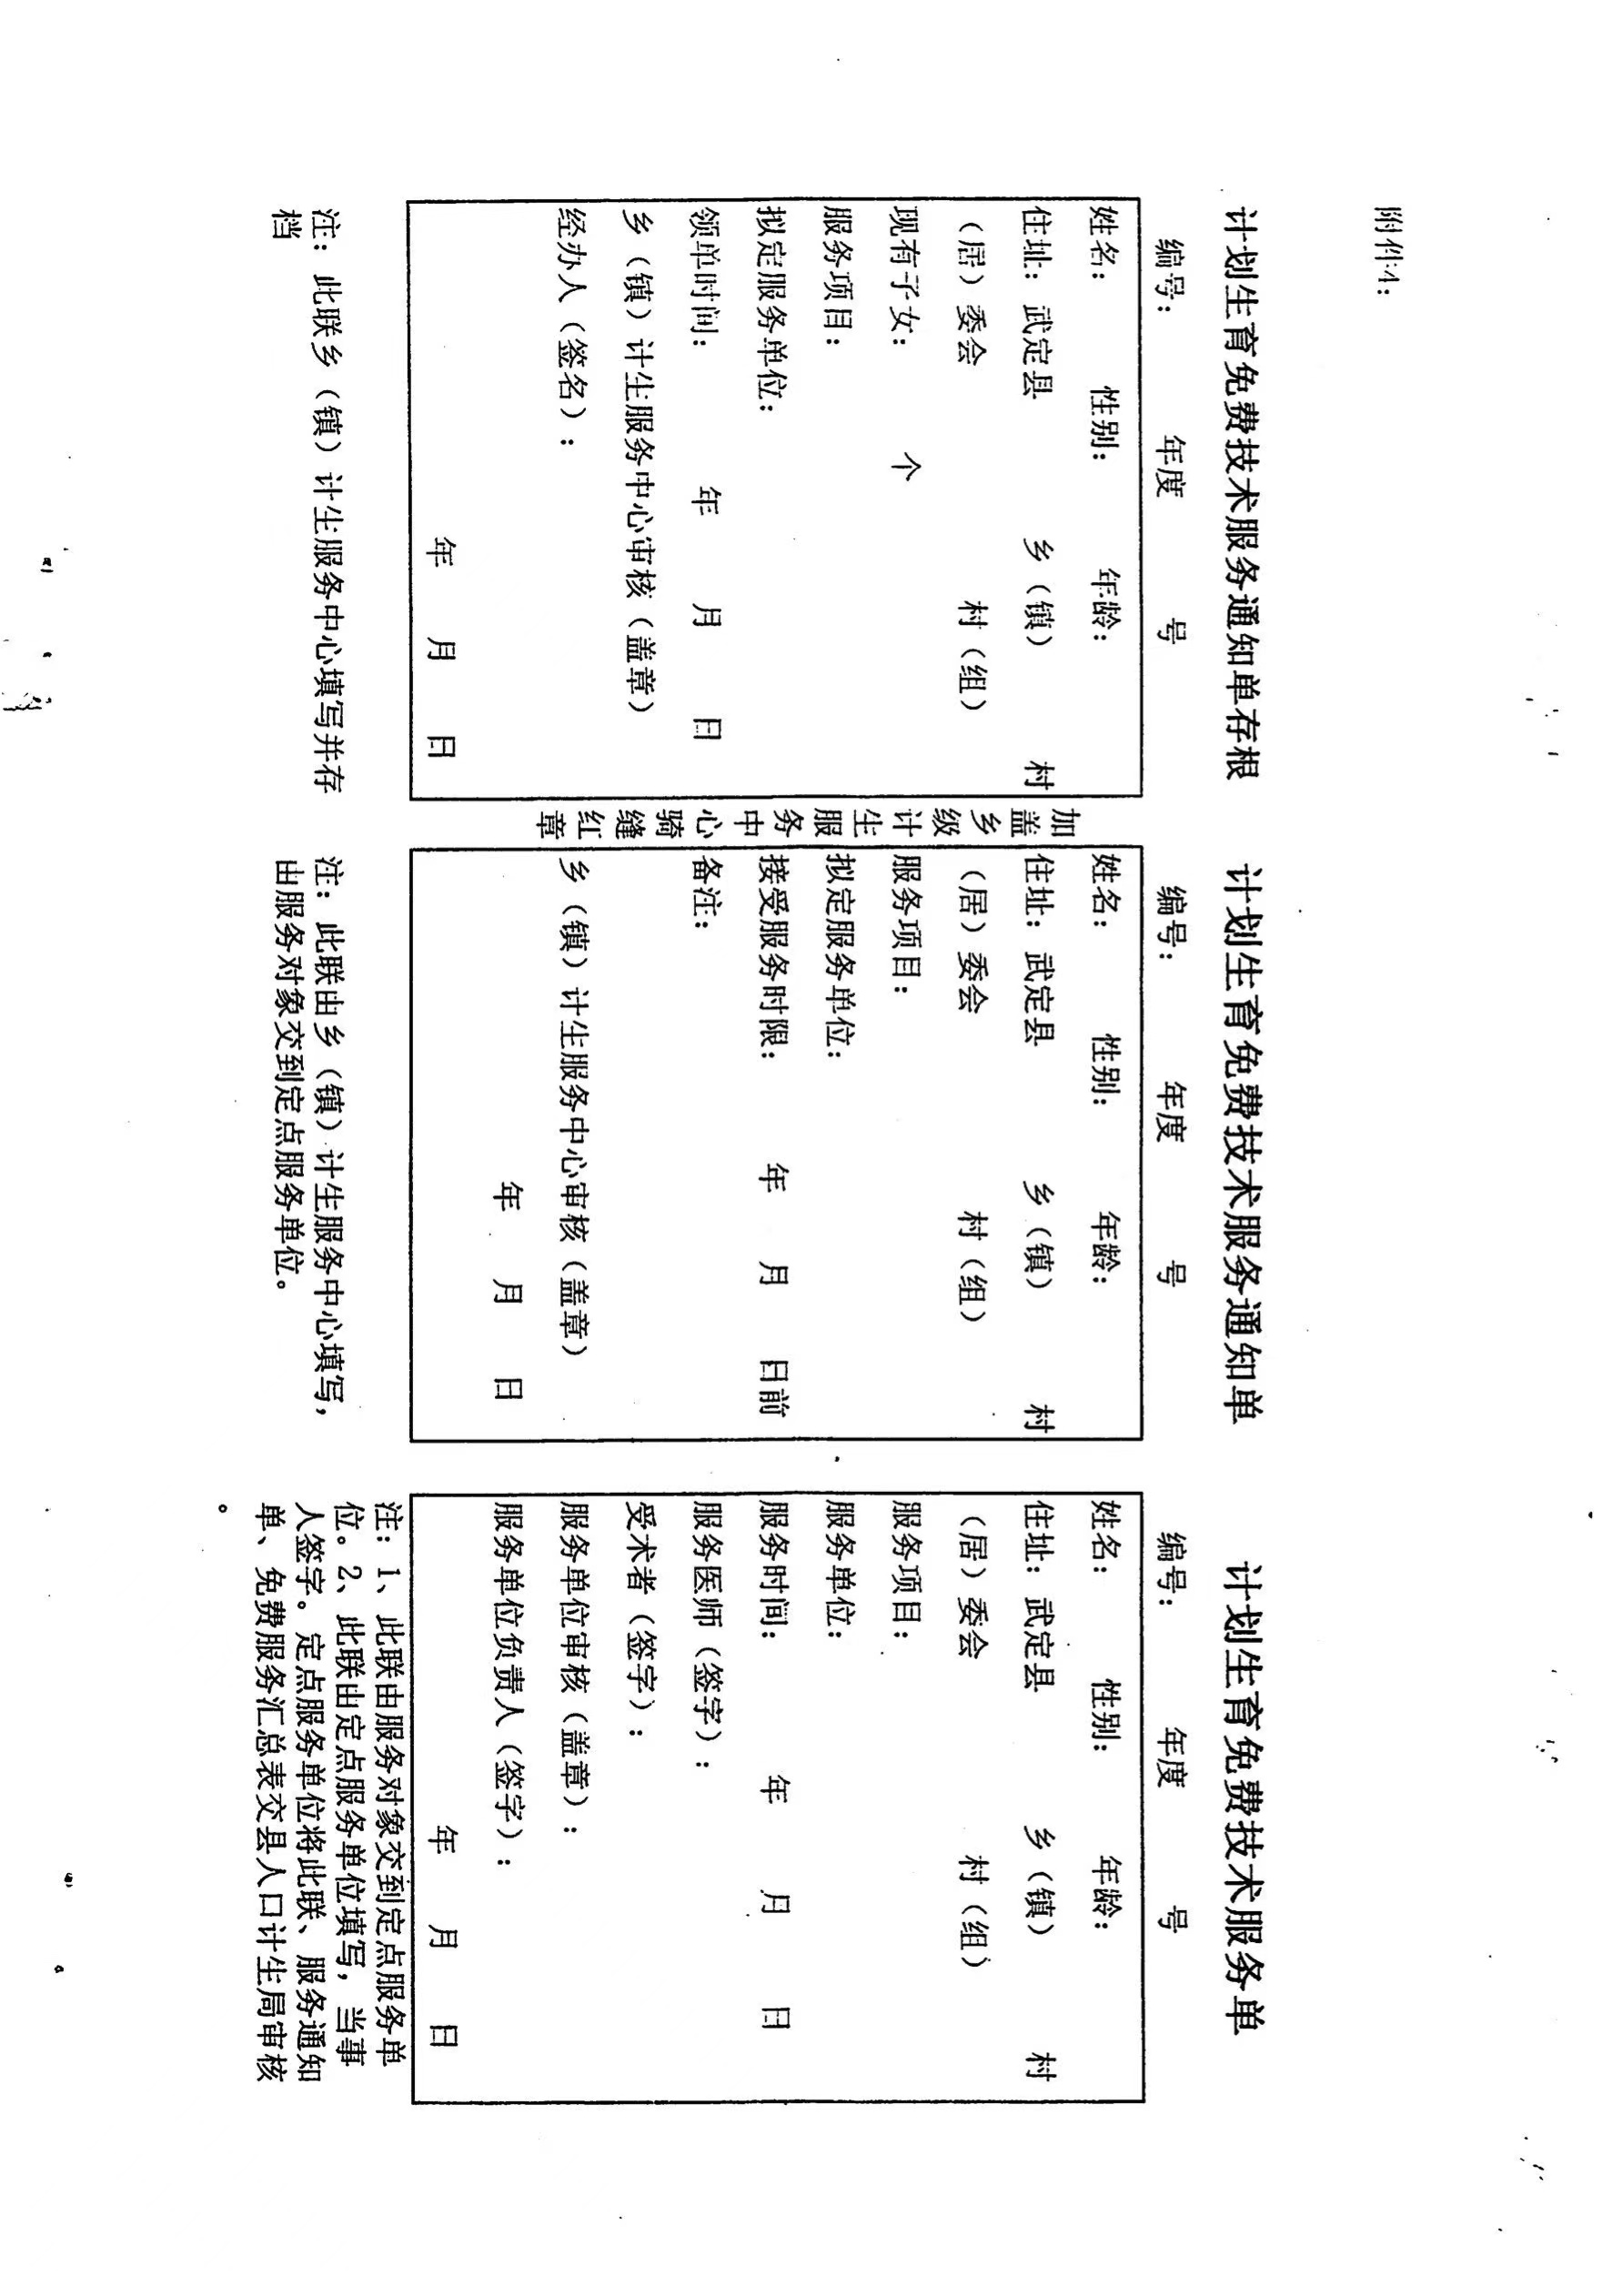 附件4：
计划生育免费技术服务通知单存根
编号：　　年度　　号
姓名：　　性别：　　年龄：
住址：武定县　　乡（镇）　　村
（居）委会　　村（组）
现有子女：　　个
服务项目：
拟定服务单位：
领单时间：　　年　　月　　日
乡（镇）计生服务中心审核（盖章）
经办人（签名）：
年　　月　　日
注：此联乡（镇）计生服务中心填写并存
档
加盖乡级计生服务中心骑缝红章
计划生育免费技术服务通知单
编号：　　年度　　号
姓名：　　性别：　　年龄：
住址：武定县　　乡（镇）　　村
（居）委会　　村（组）
服务项目：
拟定服务单位：
接受服务时限：　　年　　月　　日前
备注：
乡（镇）计生服务中心审核（盖章）
年　　月　　日
注：此联由乡（镇）计生服务中心填写，
由服务对象交到定点服务单位。
计划生育免费技术服务单
编号：　　年度　　号
姓名：　　性别：　　年龄：
住址：武定县　　乡（镇）　　村
（居）委会　　村（组）
服务项目：
服务单位：
服务时间：　　年　　月　　日
服务医师（签字）：
受术者（签字）：
服务单位审核（盖章）：
服务单位负责人（签字）：
年　　月　　日
注：1、此联由服务对象交到定点服务单
位。2、此联由定点服务单位填写，当事
人签字。定点服务单位将此联、服务通知
单、免费服务汇总表交县人口计生局审核
。